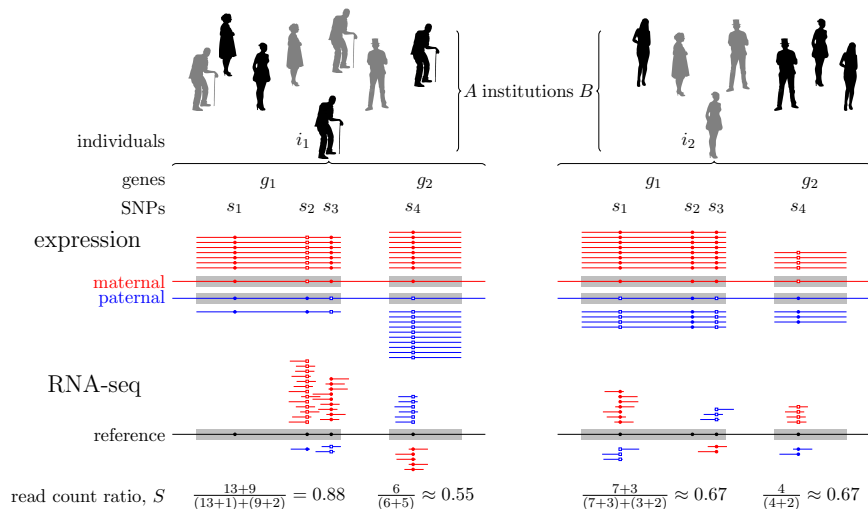 A institutions B
individuals i₁ i₂
genes g₁ g₂ g₁ g₂
SNPs s₁ s₂ s₃ s₄ s₁ s₂ s₃ s₄
expression
maternal
paternal
RNA-seq
reference
read count ratio, S (13+9)/((13+1)+(9+2)) = 0.88 6/(6+5) ≈ 0.55 (7+3)/((7+3)+(3+2)) ≈ 0.67 4/(4+2) ≈ 0.67